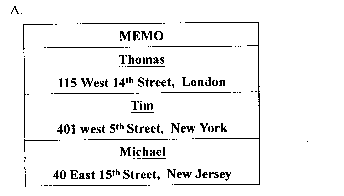 A.
MEMO
Thomas
115 West 14th Street, London
Tim
401 west 5th Street, New York
Michael
40 East 15th Street, New Jersey